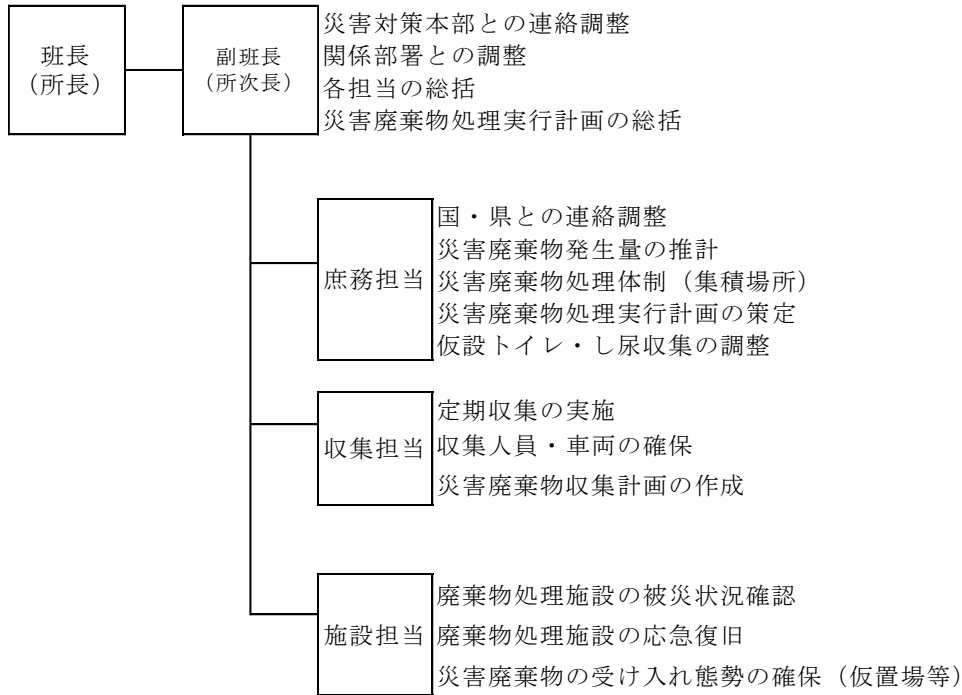 班長
（所長）
副班長
（所次長）
災害対策本部との連絡調整
関係部署との調整
各担当の総括
災害廃棄物処理実行計画の総括
庶務担当
国・県との連絡調整
災害廃棄物発生量の推計
災害廃棄物処理体制（集積場所）
災害廃棄物処理実行計画の策定
仮設トイレ・し尿収集の調整
収集担当
定期収集の実施
収集人員・車両の確保
災害廃棄物収集計画の作成
施設担当
廃棄物処理施設の被災状況確認
廃棄物処理施設の応急復旧
災害廃棄物の受け入れ態勢の確保（仮置場等）